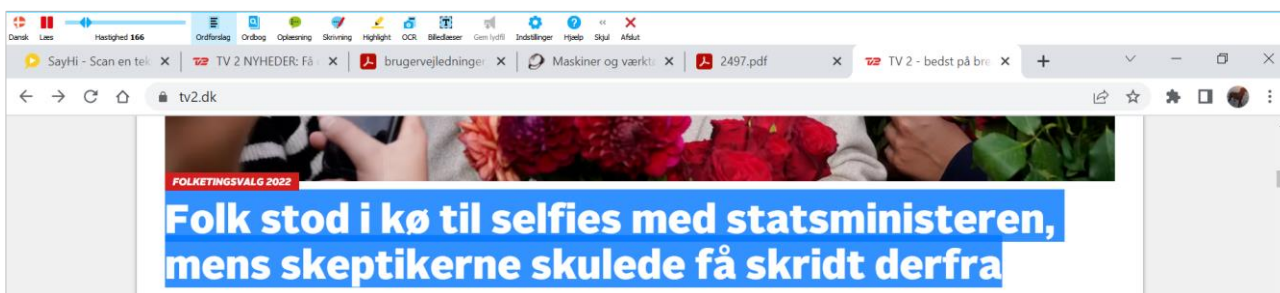 Dansk Læs Hastighed 166 Ordforslag Ordbog Oplæsning Skrivning Highlight OCR Billedlæser Gem lydfil Indstillinger Hjælp Skjul Afslut
SayHi - Scan en tek TV 2 NYHEDER: Få brugervejledninger Maskiner og værkt 2497.pdf TV 2 - bedst på bre
tv2.dk
FOLKETINGSVALG 2022
Folk stod i kø til selfies med statsministeren,
mens skeptikerne skulede få skridt derfra